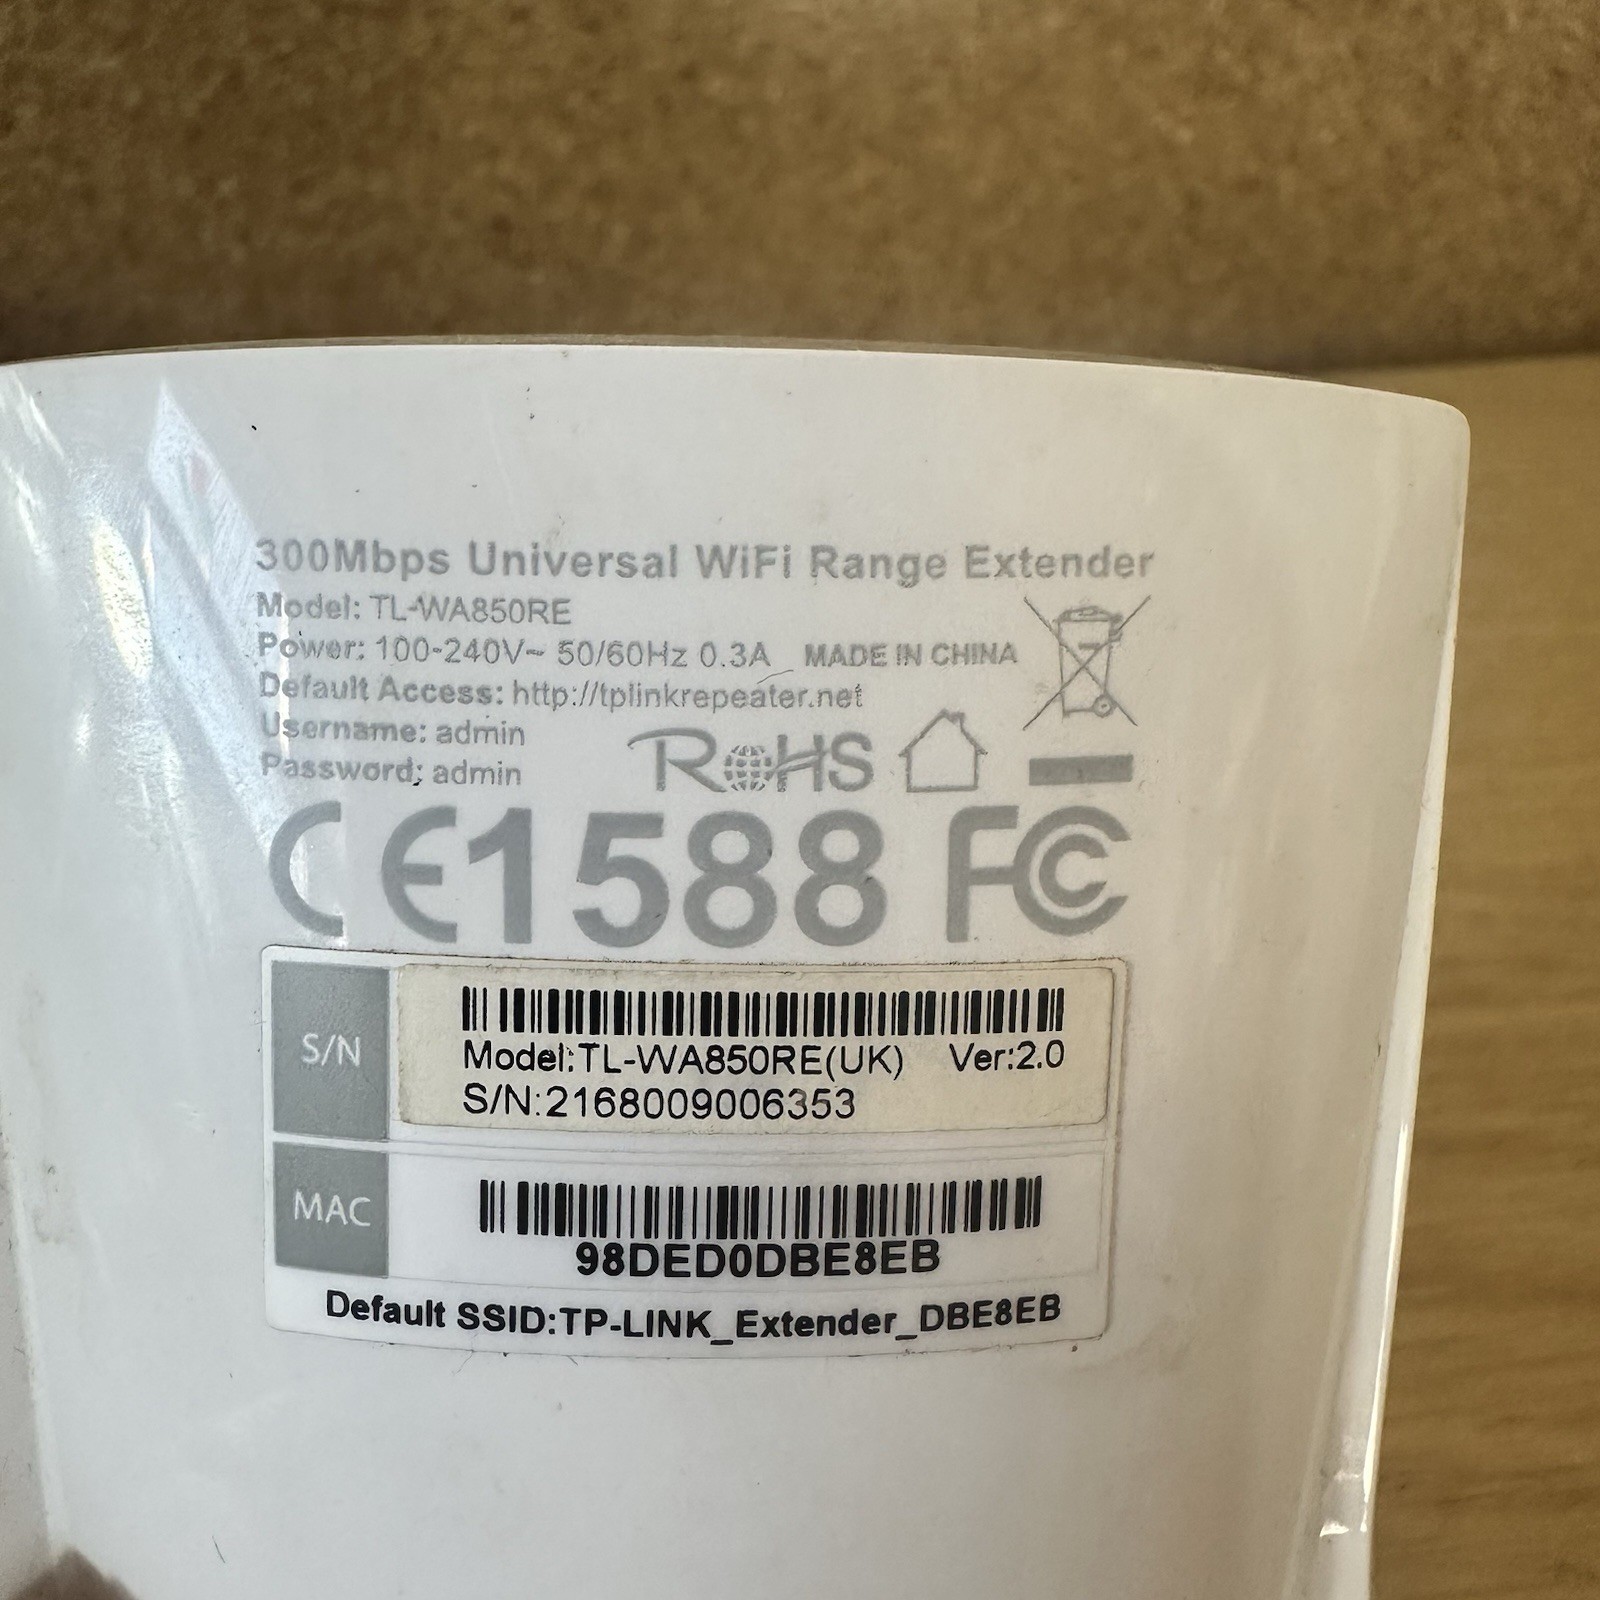 300Mbps Universal WiFi Range Extender
Model: TL-WA850RE
Power: 100-240V~ 50/60Hz 0.3A MADE IN CHINA
Default Access: http://tplinkrepeater.net
Username: admin
Password: admin
RoHS
CE1588 FC
S/N
Model:TL-WA850RE(UK) Ver:2.0
S/N:2168009006353
MAC
98DED0DBE8EB
Default SSID:TP-LINK_Extender_DBE8EB